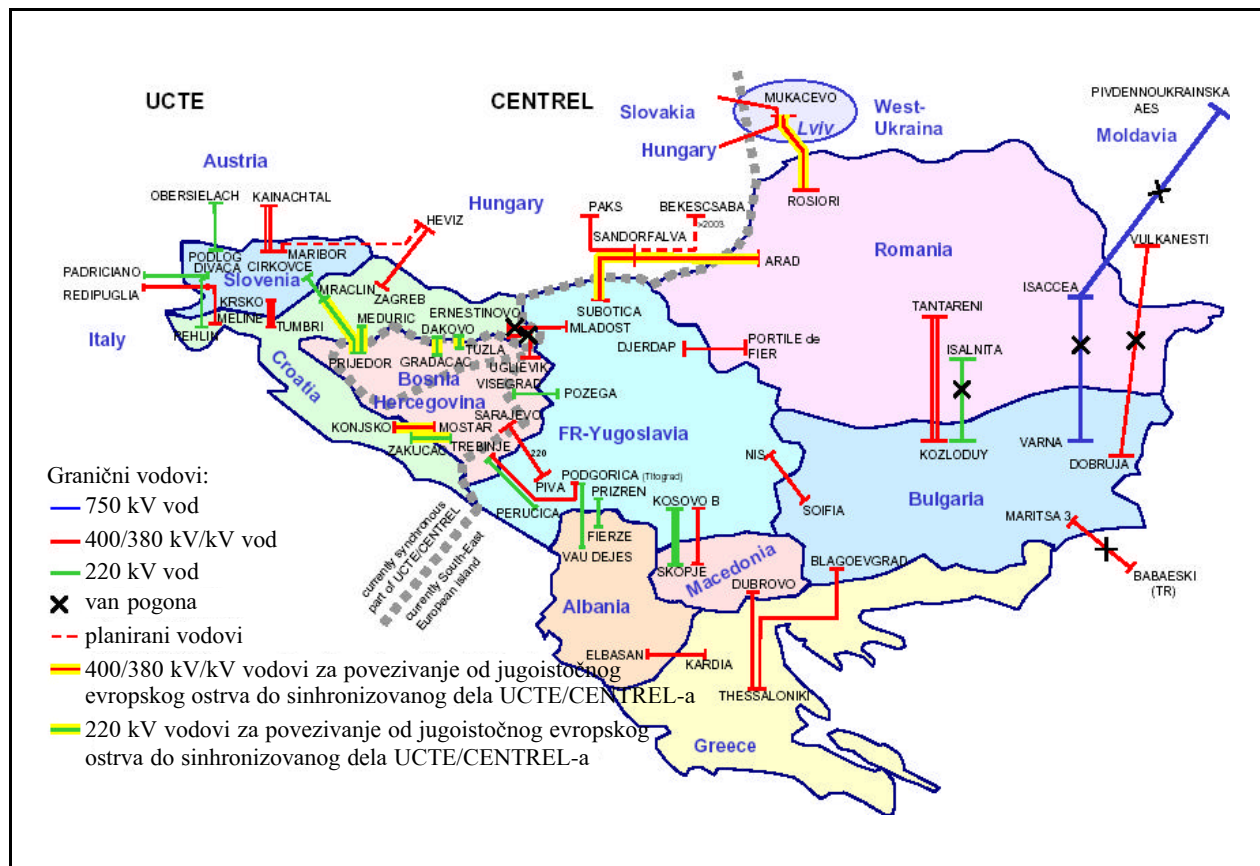 UCTE
CENTREL
Slovakia
MUKACEVO
Lviv
West-
Ukraina
PIVDENNOUKRAINSKA
AES
Moldavia
Hungary
Austria
OBERSIELACH
KAINACHTAL
HEVIZ
Hungary
PAKS
BEKESCSABA
>2003
SANDORFALVA
ROSIORI
Romania
VULKANESTI
PODLOG
DIVACA
CIRKOVCE
MARIBOR
PADRICIANO
Slovenia
REDIPUGLIA
MRACLIN
ZAGREB
ARAD
ISACCEA
KRSKO
MELINE
TUMBRI
MEDURIC
ERNESTINOVO
DAKOVO
SUBOTICA
MLADOST
TANTARENI
Italy
PEHLIN
TUZLA
DJERDAP
PORTILE de
FIER
ISALNITA
PRIJEDOR
GRADACAC
UGLJEVIK
Croatia
Bosnia
Hercegovina
VISEGRAD
POZEGA
SARAJEVO
KONJSKO
MOSTAR
ZAKUCAC
TREBINJE
FR-Yugoslavia
KOZLODUY
VARNA
DOBRUJA
220
NIS
PIVA
PODGORICA (Titograd)
PRIZREN
KOSOVO B
Bulgaria
PERUCICA
SOIFIA
MARITSA 3
FIERZE
VAU DEJES
SKOPJE
Macedonia
BLAGOEVGRAD
DUBROVO
BABAESKI
(TR)
Albania
ELBASAN
KARDIA
THESSALONIKI
Greece
currently synchronous
part of UCTE/CENTREL
currently South-East
European island
Granični vodovi:
750 kV vod
400/380 kV/kV vod
220 kV vod
van pogona
planirani vodovi
400/380 kV/kV vodovi za povezivanje od jugoistočnog
evropskog ostrva do sinhronizovanog dela UCTE/CENTREL-a
220 kV vodovi za povezivanje od jugoistočnog evropskog
ostrva do sinhronizovanog dela UCTE/CENTREL-a